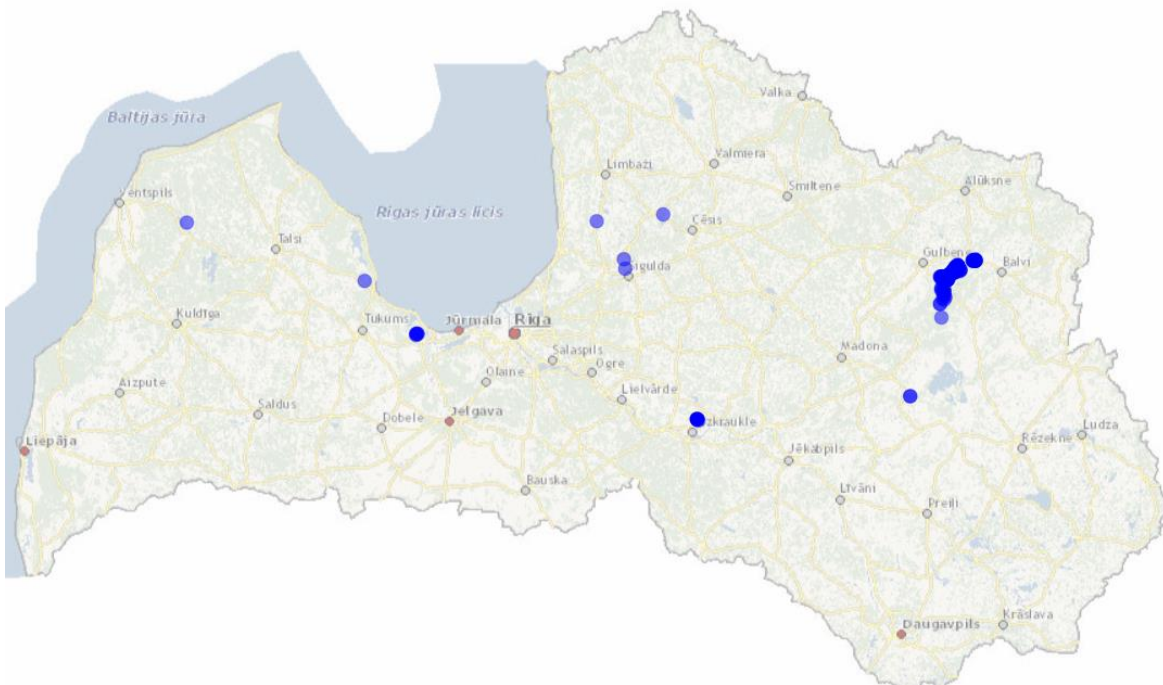 Valka
Baltijas jūra
Valmiera
Limbaži
Alūksne
Smiltene
Ventspils
Rīgas jūras līcis
Cēsis
Talsi
Gulbene
Balvi
Sigulda
Kuldīga
Tukums
Jūrmala
Rīga
Madona
Salaspils
Ogre
Olaine
Aizpute
Lielvārde
Saldus
Dobele
Jelgava
Aizkraukle
Ludza
Liepāja
Rēzekne
Jēkabpils
Bauska
Līvāni
Preiļi
Krāslava
Daugavpils